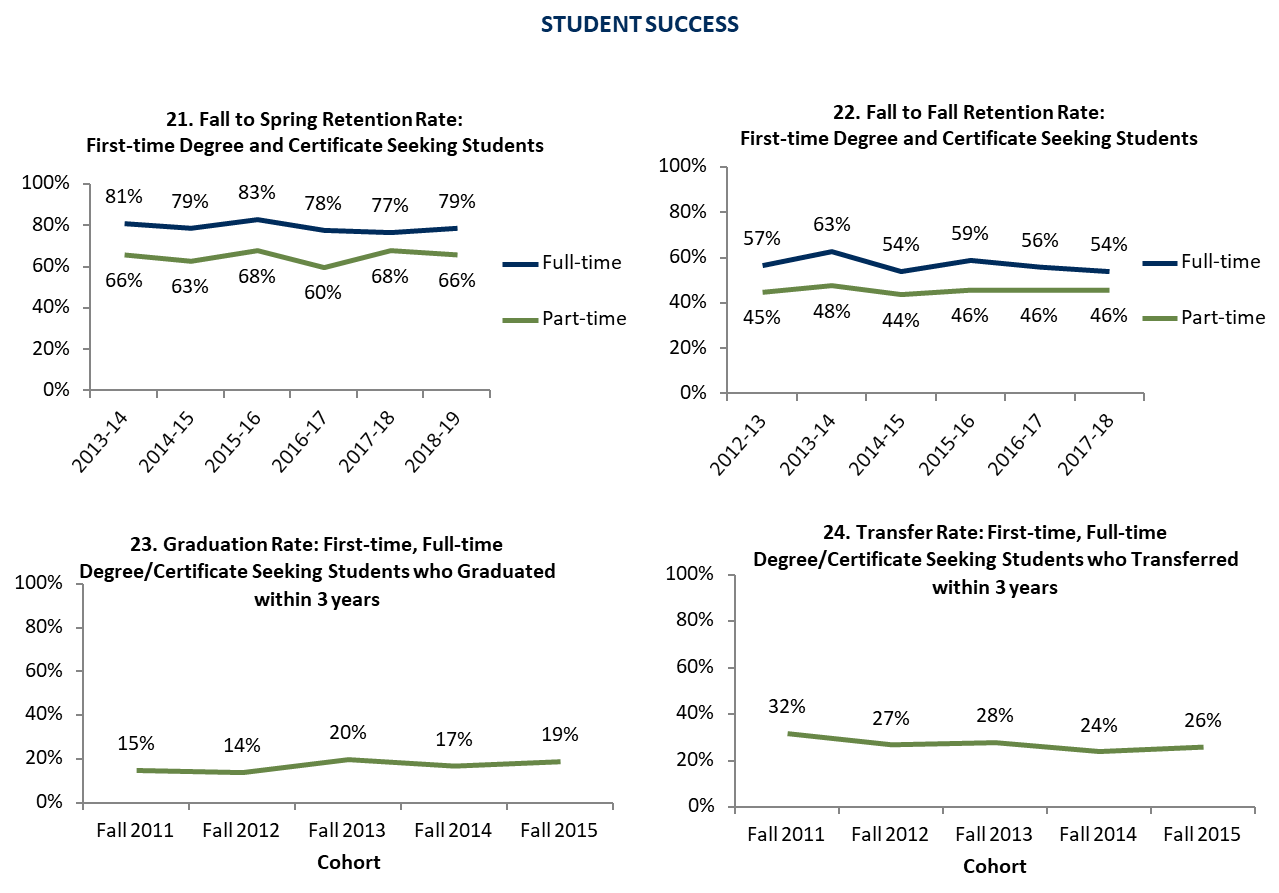 STUDENT SUCCESS
21. Fall to Spring Retention Rate:
First-time Degree and Certificate Seeking Students
100%
80%
60%
40%
20%
0%
81%
79%
83%
78%
77%
79%
66%
63%
68%
60%
68%
66%
2013-14
2014-15
2015-16
2016-17
2017-18
2018-19
Full-time
Part-time
22. Fall to Fall Retention Rate:
First-time Degree and Certificate Seeking Students
100%
80%
60%
40%
20%
0%
57%
63%
54%
59%
56%
54%
45%
48%
44%
46%
46%
46%
2012-13
2013-14
2014-15
2015-16
2016-17
2017-18
Full-time
Part-time
23. Graduation Rate: First-time, Full-time
Degree/Certificate Seeking Students who Graduated
within 3 years
100%
80%
60%
40%
20%
0%
15%
14%
20%
17%
19%
Fall 2011
Fall 2012
Fall 2013
Fall 2014
Fall 2015
Cohort
24. Transfer Rate: First-time, Full-time
Degree/Certificate Seeking Students who Transferred
within 3 years
100%
80%
60%
40%
20%
0%
32%
27%
28%
24%
26%
Fall 2011
Fall 2012
Fall 2013
Fall 2014
Fall 2015
Cohort